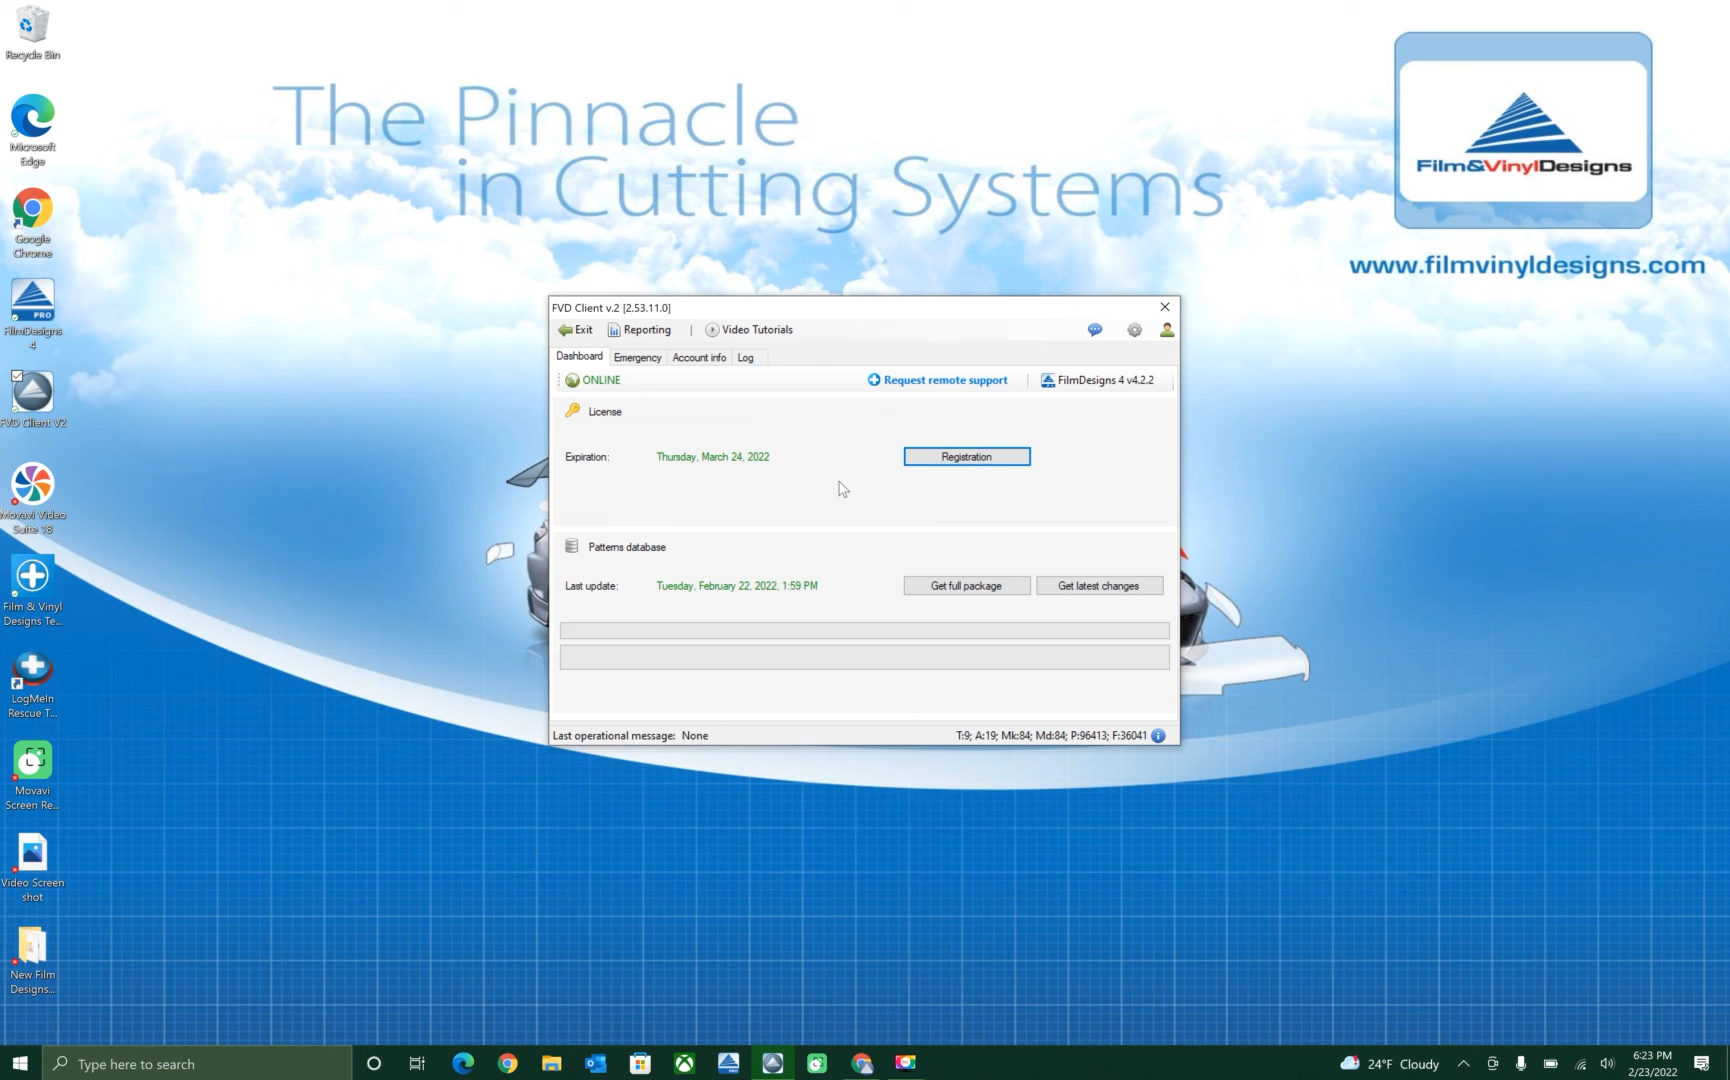 Recycle Bin
Microsoft
Edge
Google
Chrome
PRO
FilmDesigns
4
FVD Client V2
Movavi Video
Suite 18
Film & Vinyl
Designs Te...
LogMeIn
Rescue T...
Movavi
Screen Re...
Video Screen
shot
New Film
Designs...
The Pinnacle
in Cutting Systems
Film&VinylDesigns
www.filmvinyldesigns.com
FVD Client v.2 [2.53.11.0]
Exit Reporting | Video Tutorials
Dashboard Emergency Account info Log
ONLINE Request remote support FilmDesigns 4 v4.2.2
License
Expiration: Thursday, March 24, 2022 Registration
Patterns database
Last update: Tuesday, February 22, 2022, 1:59 PM Get full package Get latest changes
Last operational message: None T:9; A:19; Mk:84; Md:84; P:96413; F:36041
Type here to search
24°F Cloudy
6:23 PM
2/23/2022